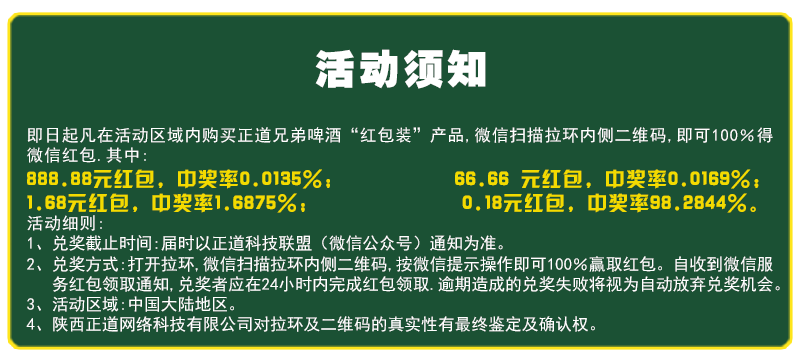 活动须知
即日起凡在活动区域内购买正道兄弟啤酒“红包装”产品,微信扫描拉环内侧二维码,即可100%得
微信红包.其中:
888.88元红包，中奖率0.0135%； 66.66 元红包，中奖率0.0169%；
1.68元红包，中奖率1.6875%； 0.18元红包，中奖率98.2844%。
活动细则:
1、兑奖截止时间:届时以正道科技联盟（微信公众号）通知为准。
2、兑奖方式:打开拉环,微信扫描拉环内侧二维码,按微信提示操作即可100%赢取红包。自收到微信服
务红包领取通知,兑奖者应在24小时内完成红包领取.逾期造成的兑奖失败将视为自动放弃兑奖机会。
3、活动区域:中国大陆地区。
4、陕西正道网络科技有限公司对拉环及二维码的真实性有最终鉴定及确认权。